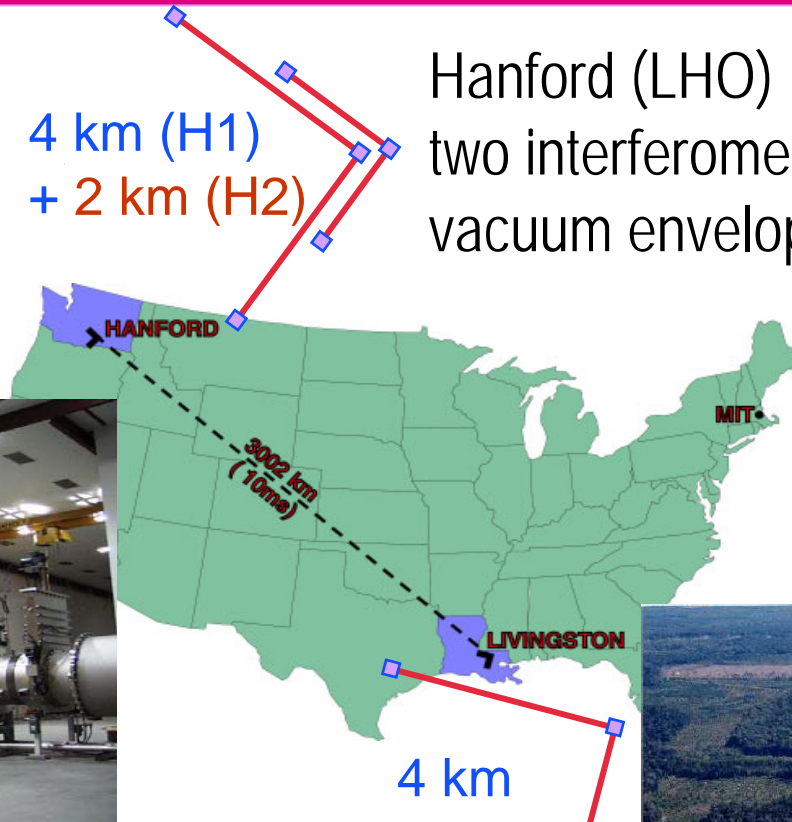 Hanford (LHO)
two interferome
vacuum envelop
4 km (H1)
+ 2 km (H2)
HANFORD
MIT
3002 km
(10ms)
LIVINGSTON
4 km